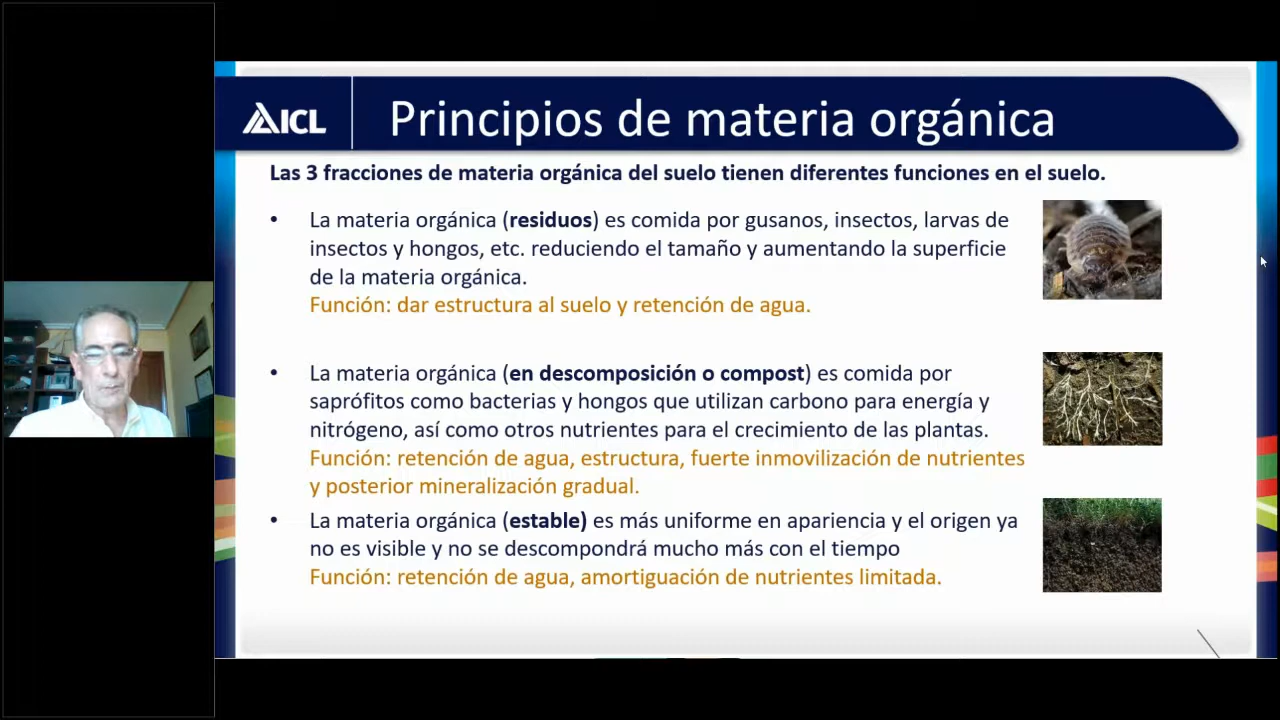 AICL
Principios de materia orgánica
Las 3 fracciones de materia orgánica del suelo tienen diferentes funciones en el suelo.
• La materia orgánica (residuos) es comida por gusanos, insectos, larvas de
insectos y hongos, etc. reduciendo el tamaño y aumentando la superficie
de la materia orgánica.
Función: dar estructura al suelo y retención de agua.
• La materia orgánica (en descomposición o compost) es comida por
saprófitos como bacterias y hongos que utilizan carbono para energía y
nitrógeno, así como otros nutrientes para el crecimiento de las plantas.
Función: retención de agua, estructura, fuerte inmovilización de nutrientes
y posterior mineralización gradual.
• La materia orgánica (estable) es más uniforme en apariencia y el origen ya
no es visible y no se descompondrá mucho más con el tiempo
Función: retención de agua, amortiguación de nutrientes limitada.